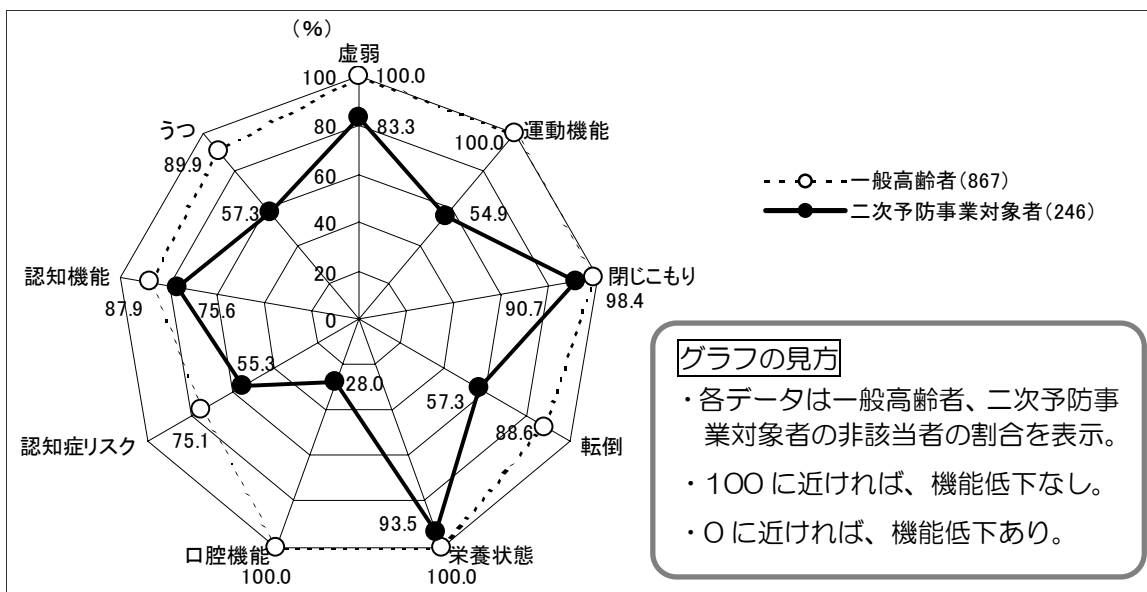 (%)
虚弱
100 100.0
運動機能
100.0
うつ
89.9
80 83.3
60
57.3
54.9
40
20
0
認知機能
87.9
75.6
閉じこもり
98.4
90.7
55.3
認知症リスク
75.1
28.0
57.3
88.6
転倒
93.5
口腔機能
100.0
栄養状態
100.0
一般高齢者(867)
二次予防事業対象者(246)
グラフの見方
・各データは一般高齢者、二次予防事
業対象者の非該当者の割合を表示。
・100に近ければ、機能低下なし。
・0に近ければ、機能低下あり。